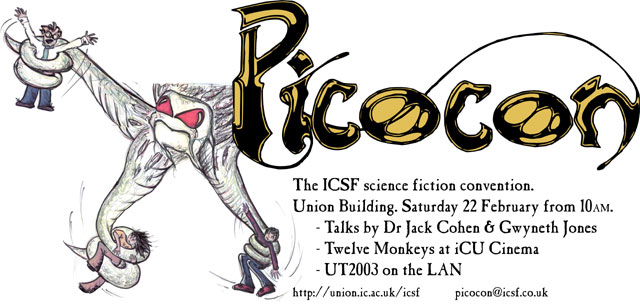 Picocon
The ICSF science fiction convention.
Union Building. Saturday 22 February from 10AM.
- Talks by Dr Jack Cohen & Gwyneth Jones
- Twelve Monkeys at iCU Cinema
- UT2003 on the LAN
http://union.ic.ac.uk/icsf picocon@icsf.co.uk